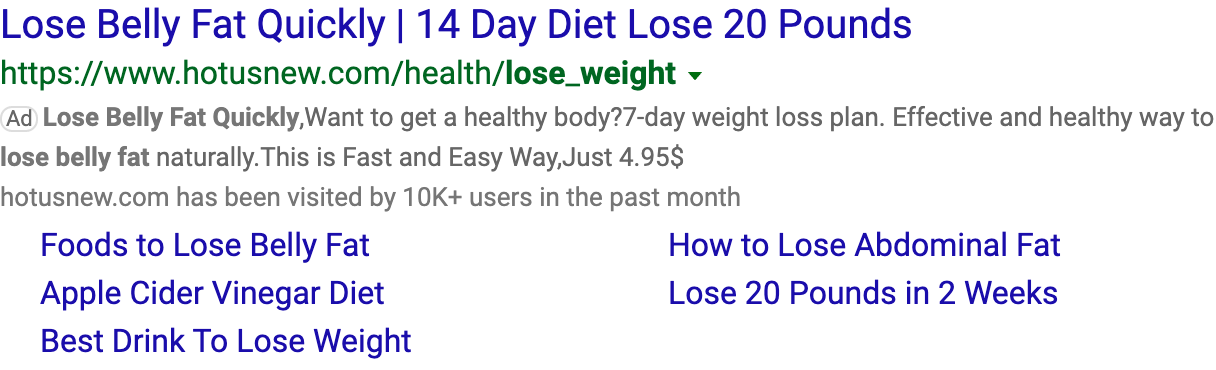 Lose Belly Fat Quickly | 14 Day Diet Lose 20 Pounds
https://www.hotusnew.com/health/lose_weight
Ad Lose Belly Fat Quickly,Want to get a healthy body?7-day weight loss plan. Effective and healthy way to
lose belly fat naturally.This is Fast and Easy Way,Just 4.95$
hotusnew.com has been visited by 10K+ users in the past month
Foods to Lose Belly Fat How to Lose Abdominal Fat
Apple Cider Vinegar Diet Lose 20 Pounds in 2 Weeks
Best Drink To Lose Weight